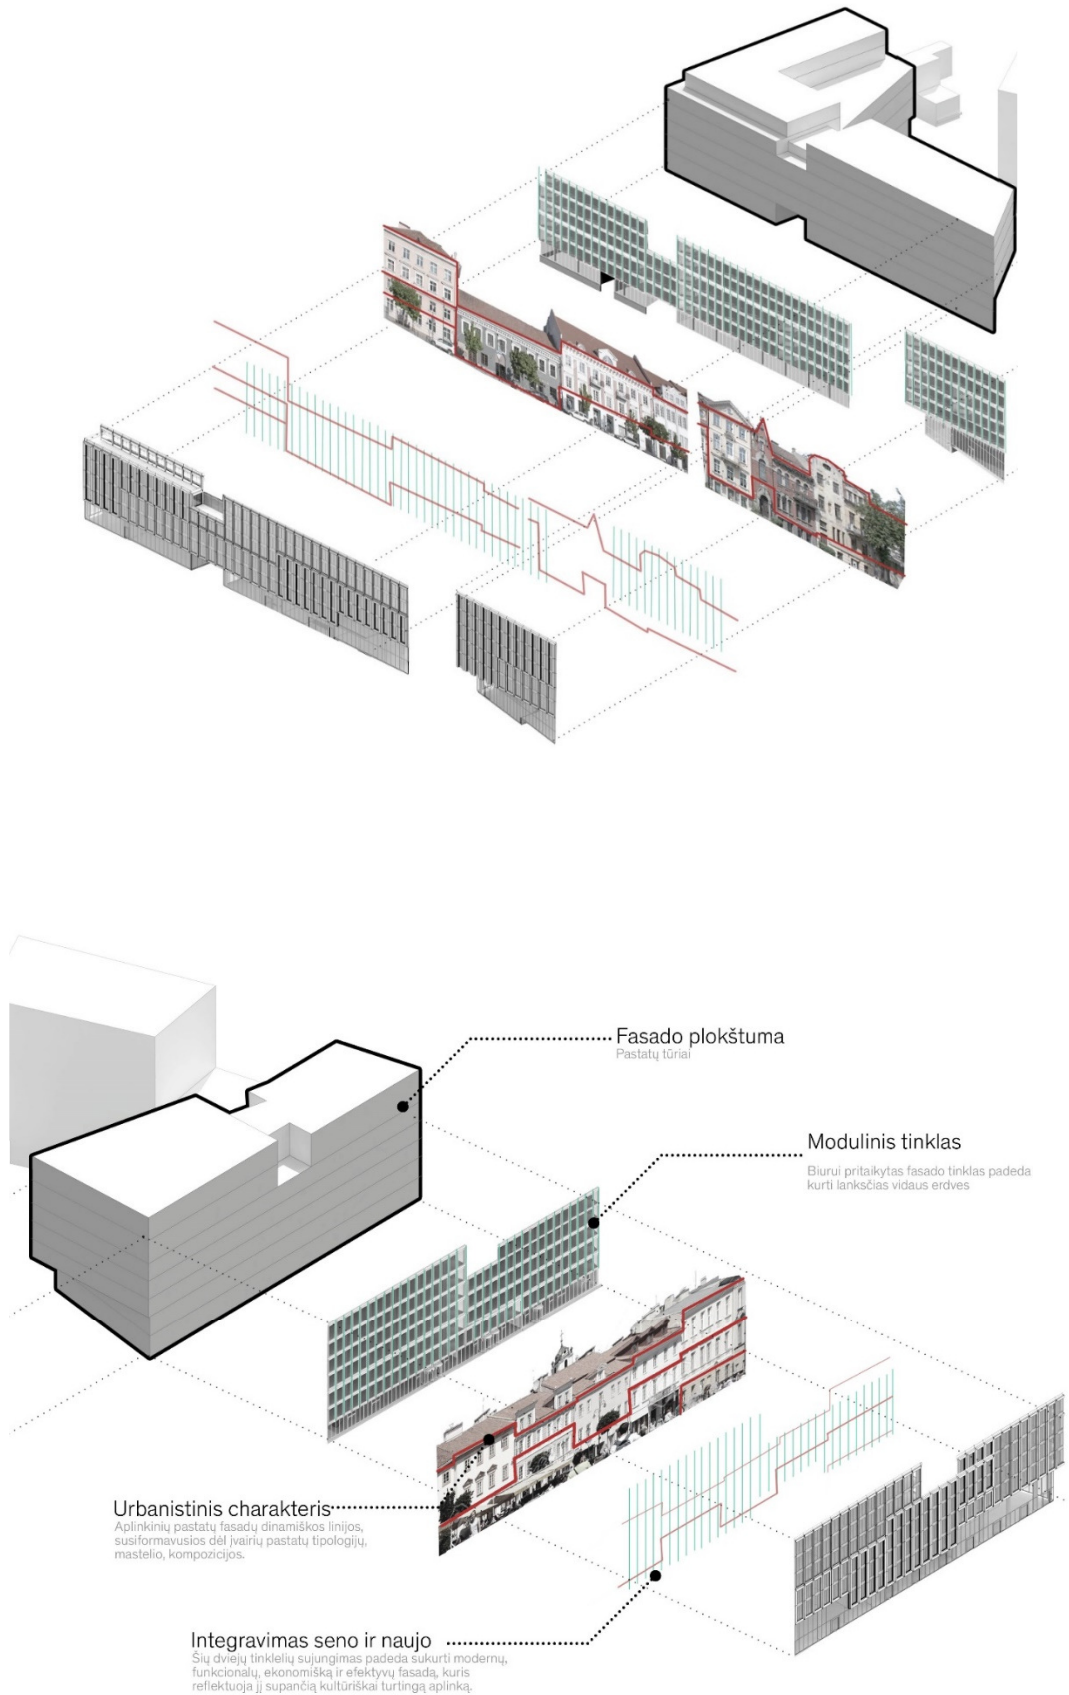 Fasado plokštuma
Pastatų tūriai
Modulinis tinklas
Biurui pritaikytas fasado tinklas padeda
kurti lanksčias vidaus erdves
Urbanistinis charakteris
Aplinkinių pastatų fasadų dinamiškos linijos,
susiformavusios dėl įvairių pastatų tipologijų,
mastelio, kompozicijos.
Integravimas seno ir naujo
Šių dviejų tinklelių sujungimas padeda sukurti modernų,
funkcionalų, ekonomišką ir efektyvų fasadą, kuris
reflektuoja jį supančią kultūriškai turtingą aplinką.